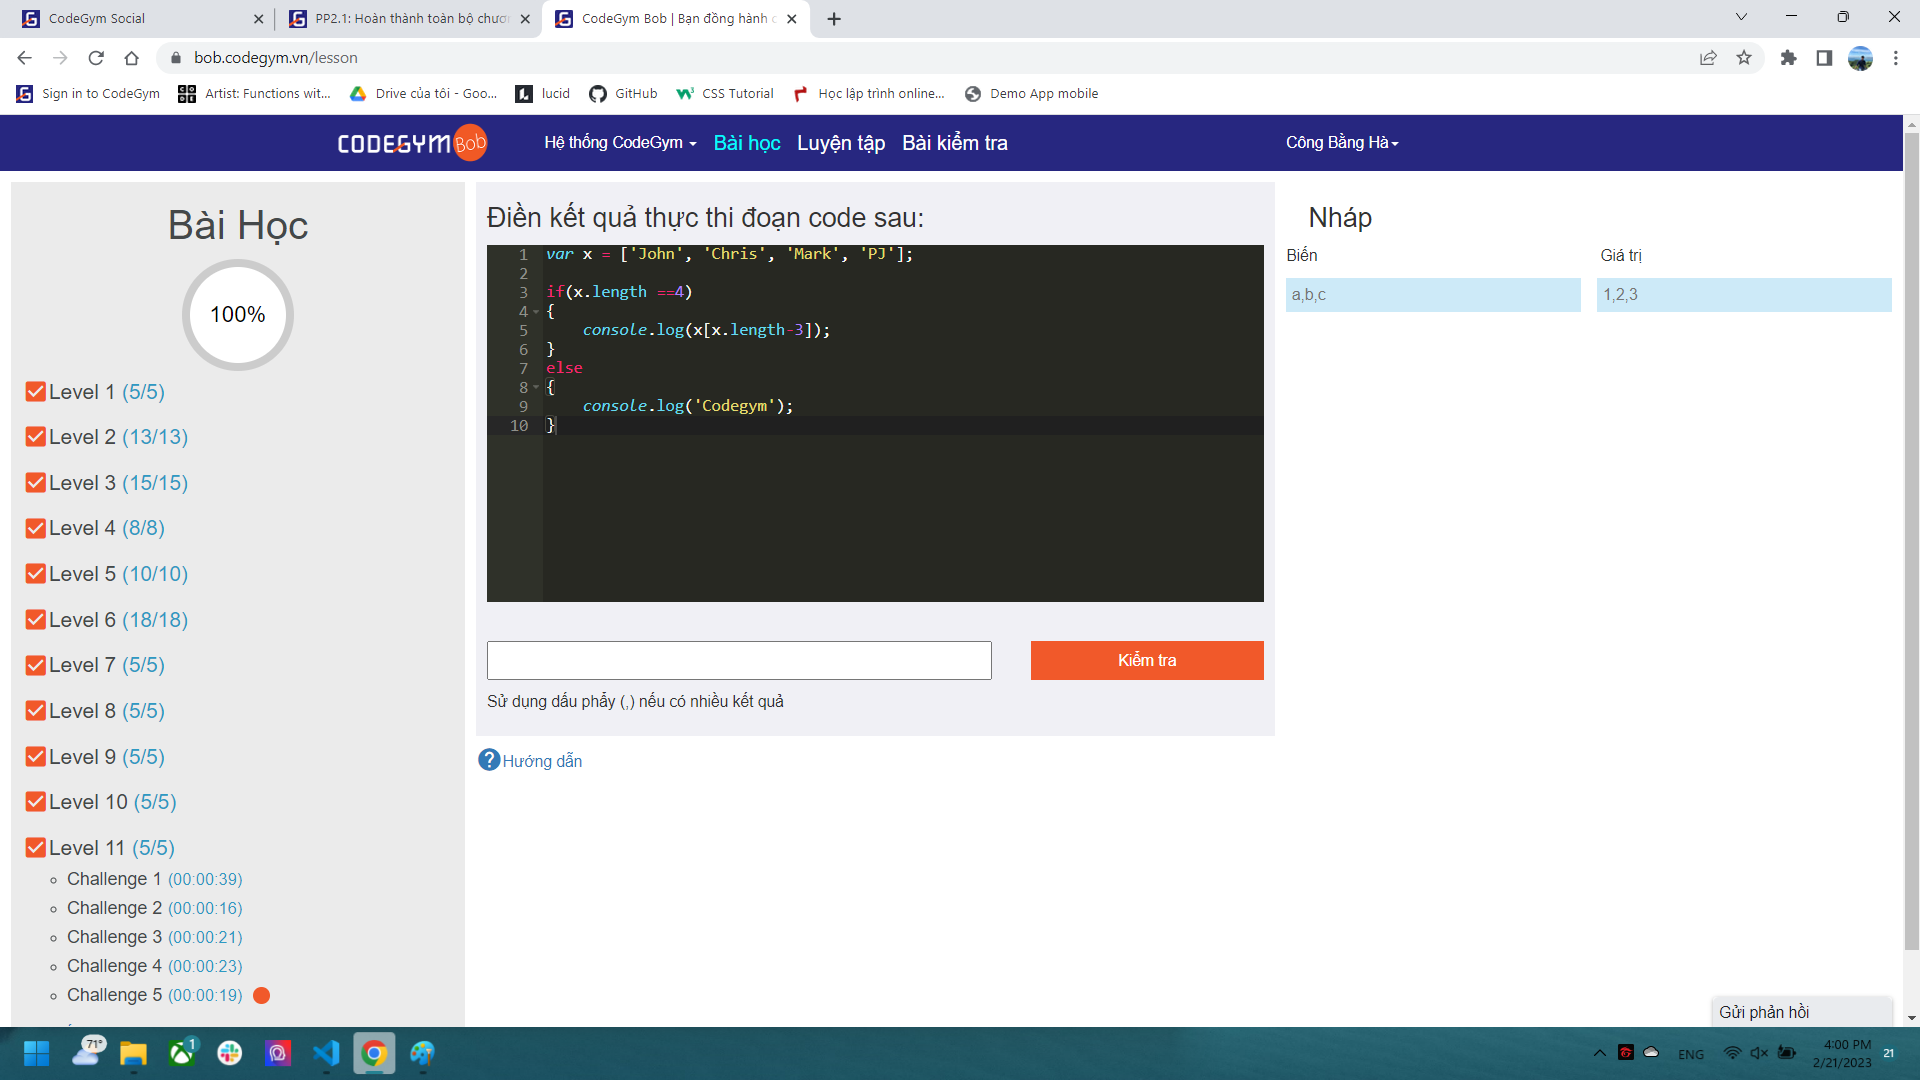 CodeGym Social
PP2.1: Hoàn thành toàn bộ chươ
CodeGym Bob | Bạn đồng hành c
bob.codegym.vn/lesson
Sign in to CodeGym
Artist: Functions wit...
Drive của tôi - Goo...
lucid
GitHub
CSS Tutorial
Học lập trình online...
Demo App mobile
CODEGYM Bob
Hệ thống CodeGym
Bài học
Luyện tập
Bài kiểm tra
Công Bằng Hà
Bài Học
100%
Level 1 (5/5)
Level 2 (13/13)
Level 3 (15/15)
Level 4 (8/8)
Level 5 (10/10)
Level 6 (18/18)
Level 7 (5/5)
Level 8 (5/5)
Level 9 (5/5)
Level 10 (5/5)
Level 11 (5/5)
Challenge 1 (00:00:39)
Challenge 2 (00:00:16)
Challenge 3 (00:00:21)
Challenge 4 (00:00:23)
Challenge 5 (00:00:19)
Điền kết quả thực thi đoạn code sau:
1 var x = ['John', 'Chris', 'Mark', 'PJ'];
2
3 if(x.length ==4)
4 {
5 console.log(x[x.length-3]);
6 }
7 else
8 {
9 console.log('Codegym');
10 }
Kiểm tra
Sử dụng dấu phẩy (,) nếu có nhiều kết quả
? Hướng dẫn
Nháp
Biến
Giá trị
a,b,c
1,2,3
Gửi phản hồi
71°
1
ENG
4:00 PM
2/21/2023
21